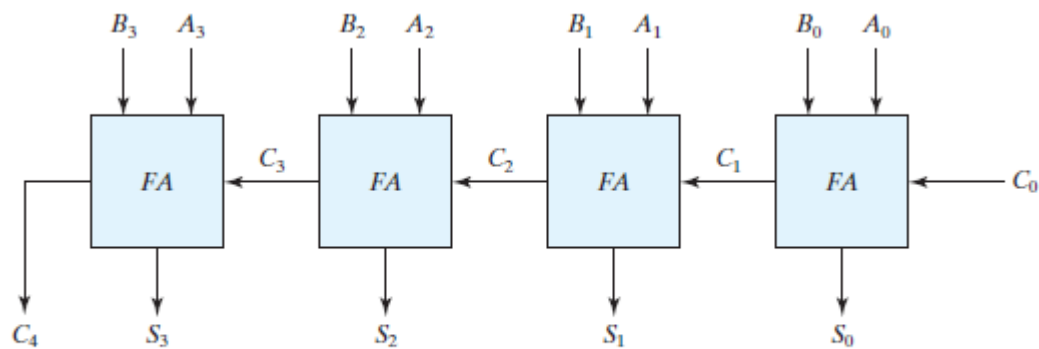 B₃ A₃ B₂ A₂ B₁ A₁ B₀ A₀
FA C₃ FA C₂ FA C₁ FA C₀
C₄ S₃ S₂ S₁ S₀